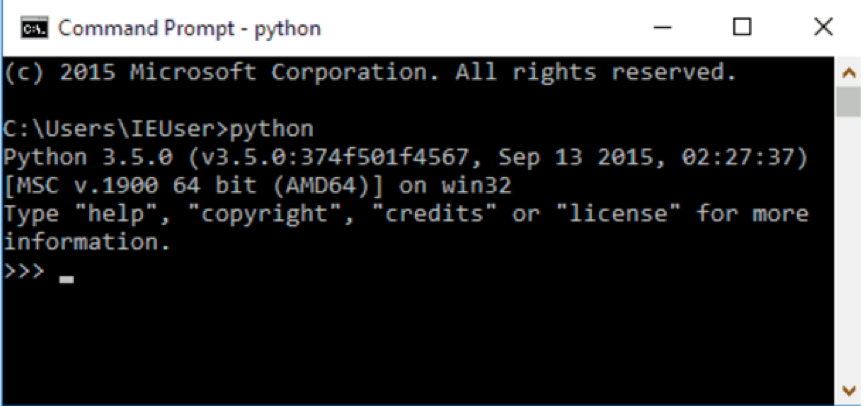 Command Prompt - python
(c) 2015 Microsoft Corporation. All rights reserved.
C:\Users\IEUser>python
Python 3.5.0 (v3.5.0:374f501f4567, Sep 13 2015, 02:27:37)
[MSC v.1900 64 bit (AMD64)] on win32
Type "help", "copyright", "credits" or "license" for more
information.
>>> _